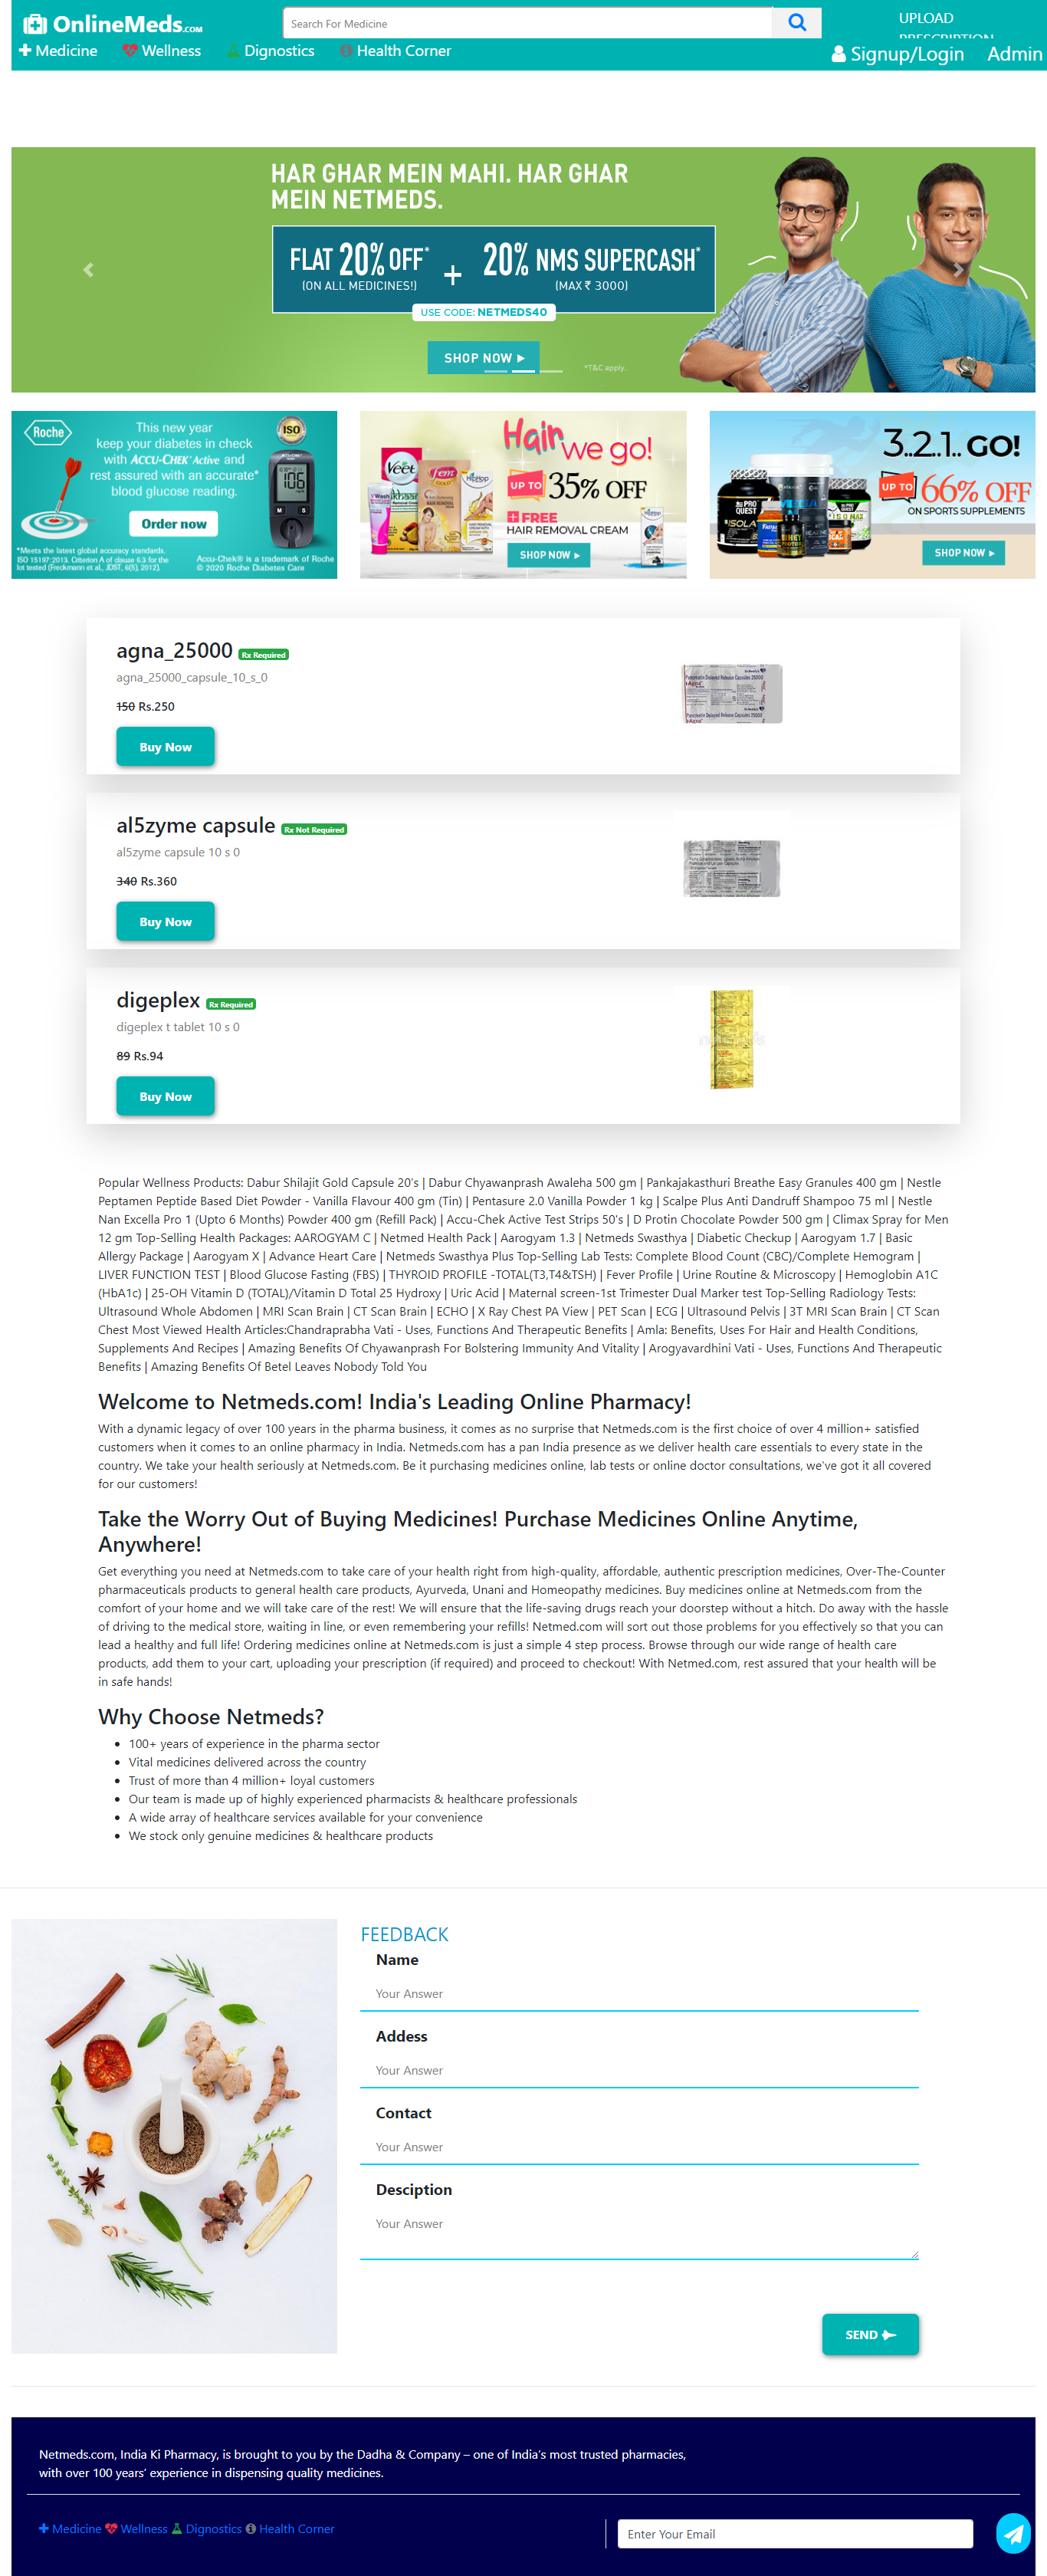 OnlineMeds.COM
Search For Medicine
UPLOAD
Medicine Wellness Dignostics Health Corner
Signup/Login Admin
HAR GHAR MEIN MAHI. HAR GHAR
MEIN NETMEDS.
FLAT 20% OFF* + 20% NMS SUPERCASH*
(ON ALL MEDICINES!) (MAX ₹ 3000)
USE CODE: NETMEDS40
SHOP NOW
*T&C apply.
Roche
This new year
keep your diabetes in check
with ACCU-CHEK® Active and
rest assured with an accurate*
blood glucose reading.
ISO
106
M S
Order now
*Meets the latest global accuracy standards.
ISO 15197:2013. Criterion A of clause 6.3 for the
lot tested (Freckmann et al., JDST, 6(5), 2012).
Accu-Chek® is a trademark of Roche
© 2020 Roche Diabetes Care
Hair we go!
UP TO 35% OFF
FREE
HAIR REMOVAL CREAM
SHOP NOW
Veet
fem
3..2..1.. GO!
UP TO 66% OFF
ON SPORTS SUPPLEMENTS
SHOP NOW
PRO QUEST
agna_25000 Rx Required
agna_25000_capsule_10_s_0
150 Rs.250
Buy Now
al5zyme capsule Rx Not Required
al5zyme capsule 10 s 0
340 Rs.360
Buy Now
digeplex Rx Required
digeplex t tablet 10 s 0
89 Rs.94
Buy Now
Popular Wellness Products: Dabur Shilajit Gold Capsule 20's | Dabur Chyawanprash Awaleha 500 gm | Pankajakasthuri Breathe Easy Granules 400 gm | Nestle
Peptamen Peptide Based Diet Powder - Vanilla Flavour 400 gm (Tin) | Pentasure 2.0 Vanilla Powder 1 kg | Scalpe Plus Anti Dandruff Shampoo 75 ml | Nestle
Nan Excella Pro 1 (Upto 6 Months) Powder 400 gm (Refill Pack) | Accu-Chek Active Test Strips 50's | D Protin Chocolate Powder 500 gm | Climax Spray for Men
12 gm Top-Selling Health Packages: AAROGYAM C | Netmed Health Pack | Aarogyam 1.3 | Netmeds Swasthya | Diabetic Checkup | Aarogyam 1.7 | Basic
Allergy Package | Aarogyam X | Advance Heart Care | Netmeds Swasthya Plus Top-Selling Lab Tests: Complete Blood Count (CBC)/Complete Hemogram |
LIVER FUNCTION TEST | Blood Glucose Fasting (FBS) | THYROID PROFILE -TOTAL(T3,T4&TSH) | Fever Profile | Urine Routine & Microscopy | Hemoglobin A1C
(HbA1c) | 25-OH Vitamin D (TOTAL)/Vitamin D Total 25 Hydroxy | Uric Acid | Maternal screen-1st Trimester Dual Marker test Top-Selling Radiology Tests:
Ultrasound Whole Abdomen | MRI Scan Brain | CT Scan Brain | ECHO | X Ray Chest PA View | PET Scan | ECG | Ultrasound Pelvis | 3T MRI Scan Brain | CT Scan
Chest Most Viewed Health Articles:Chandraprabha Vati - Uses, Functions And Therapeutic Benefits | Amla: Benefits, Uses For Hair and Health Conditions,
Supplements And Recipes | Amazing Benefits Of Chyawanprash For Bolstering Immunity And Vitality | Arogyavardhini Vati - Uses, Functions And Therapeutic
Benefits | Amazing Benefits Of Betel Leaves Nobody Told You
Welcome to Netmeds.com! India's Leading Online Pharmacy!
With a dynamic legacy of over 100 years in the pharma business, it comes as no surprise that Netmeds.com is the first choice of over 4 million+ satisfied
customers when it comes to an online pharmacy in India. Netmeds.com has a pan India presence as we deliver health care essentials to every state in the
country. We take your health seriously at Netmeds.com. Be it purchasing medicines online, lab tests or online doctor consultations, we've got it all covered
for our customers!
Take the Worry Out of Buying Medicines! Purchase Medicines Online Anytime,
Anywhere!
Get everything you need at Netmeds.com to take care of your health right from high-quality, affordable, authentic prescription medicines, Over-The-Counter
pharmaceuticals products to general health care products, Ayurveda, Unani and Homeopathy medicines. Buy medicines online at Netmeds.com from the
comfort of your home and we will take care of the rest! We will ensure that the life-saving drugs reach your doorstep without a hitch. Do away with the hassle
of driving to the medical store, waiting in line, or even remembering your refills! Netmed.com will sort out those problems for you effectively so that you can
lead a healthy and full life! Ordering medicines online at Netmeds.com is just a simple 4 step process. Browse through our wide range of health care
products, add them to your cart, uploading your prescription (if required) and proceed to checkout! With Netmed.com, rest assured that your health will be
in safe hands!
Why Choose Netmeds?
100+ years of experience in the pharma sector
Vital medicines delivered across the country
Trust of more than 4 million+ loyal customers
Our team is made up of highly experienced pharmacists & healthcare professionals
A wide array of healthcare services available for your convenience
We stock only genuine medicines & healthcare products
FEEDBACK
Name
Your Answer
Addess
Your Answer
Contact
Your Answer
Desciption
Your Answer
SEND
Netmeds.com, India Ki Pharmacy, is brought to you by the Dadha & Company – one of India's most trusted pharmacies,
with over 100 years' experience in dispensing quality medicines.
Medicine Wellness Dignostics Health Corner
Enter Your Email